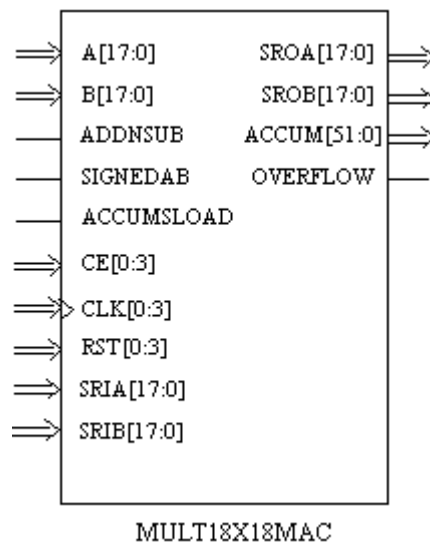 A[17:0] SROA[17:0]
B[17:0] SROB[17:0]
ADDNSUB ACCUM[51:0]
SIGNEDAB OVERFLOW
ACCUMSLOAD
CE[0:3]
CLK[0:3]
RST[0:3]
SRIA[17:0]
SRIB[17:0]
MULT18X18MAC